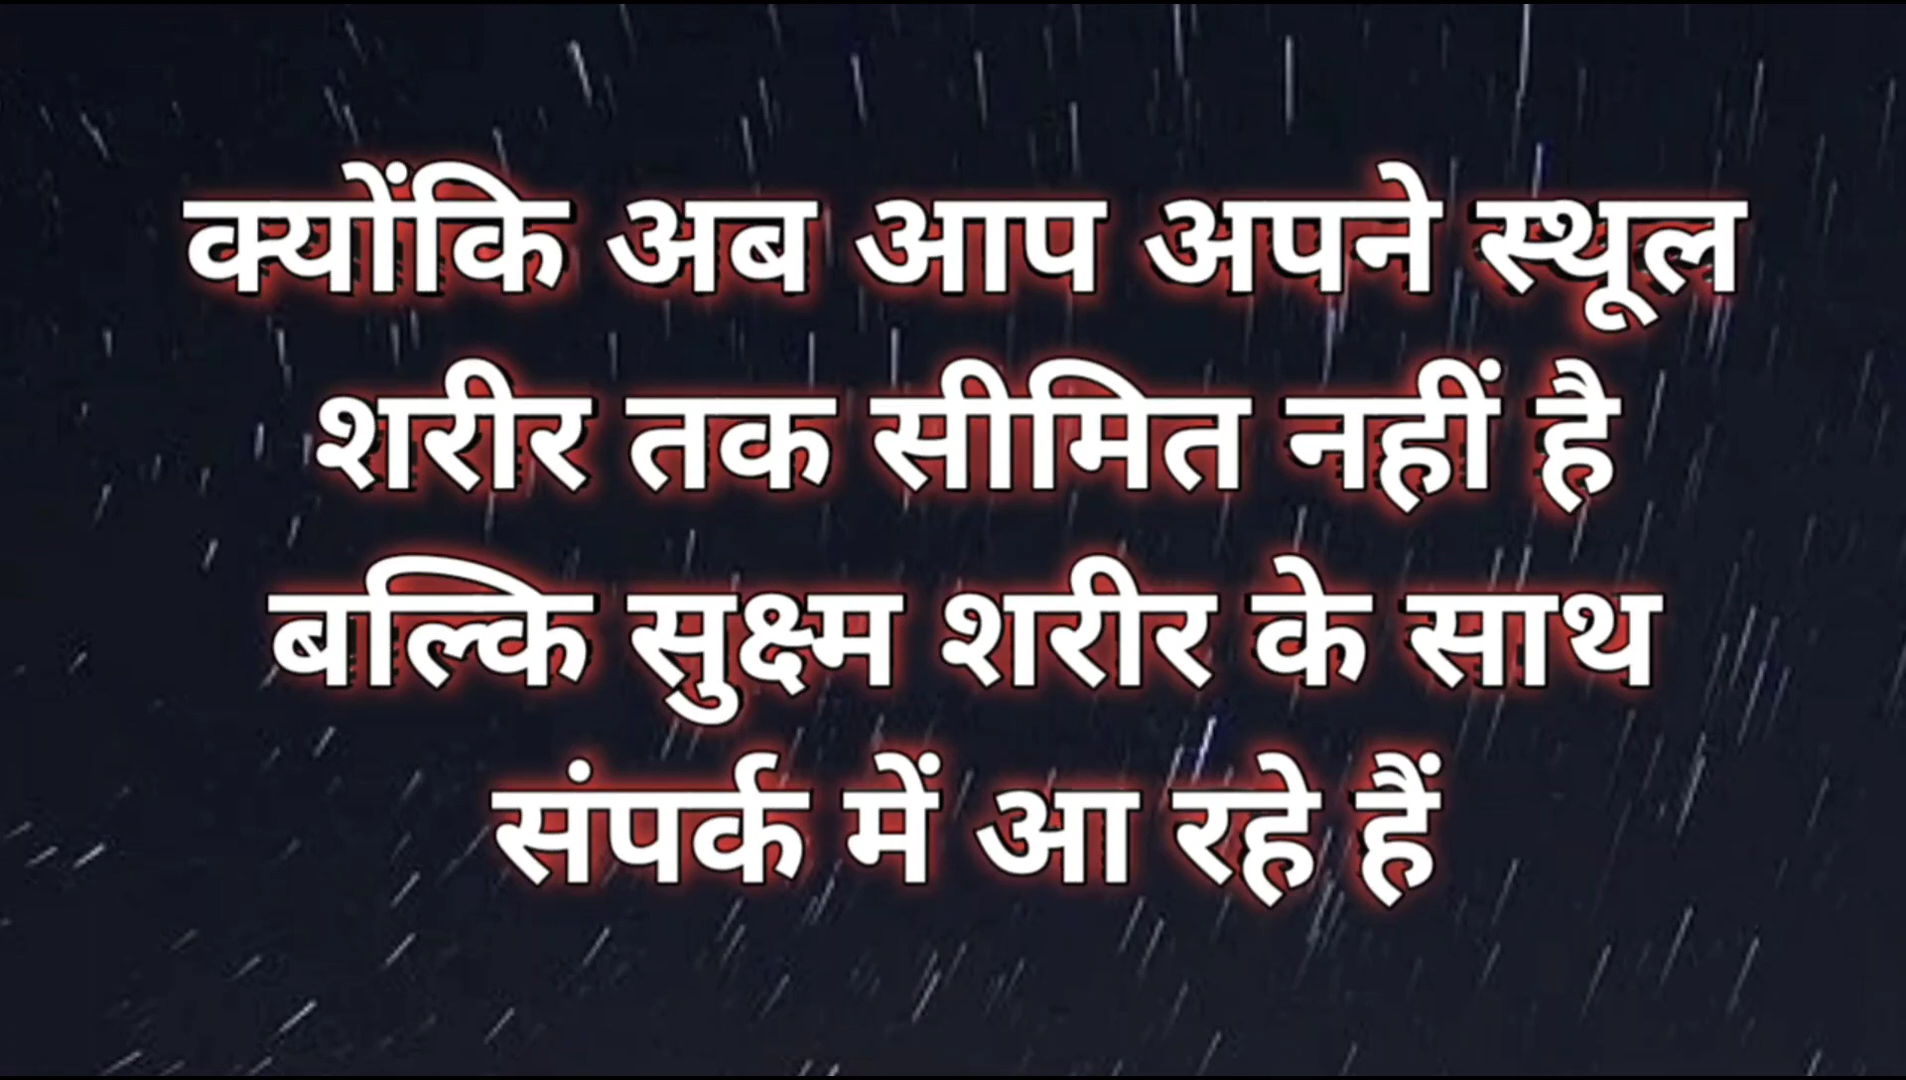 क्योंकि अब आप अपने स्थूल
शरीर तक सीमित नहीं है
बल्कि सुक्ष्म शरीर के साथ
संपर्क में आ रहे हैं